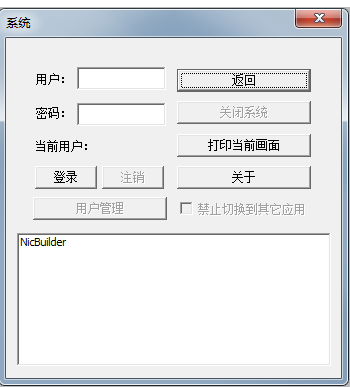 系统
用户：
返回
密码：
关闭系统
当前用户：
打印当前画面
登录
注销
关于
用户管理
禁止切换到其它应用
NicBuilder